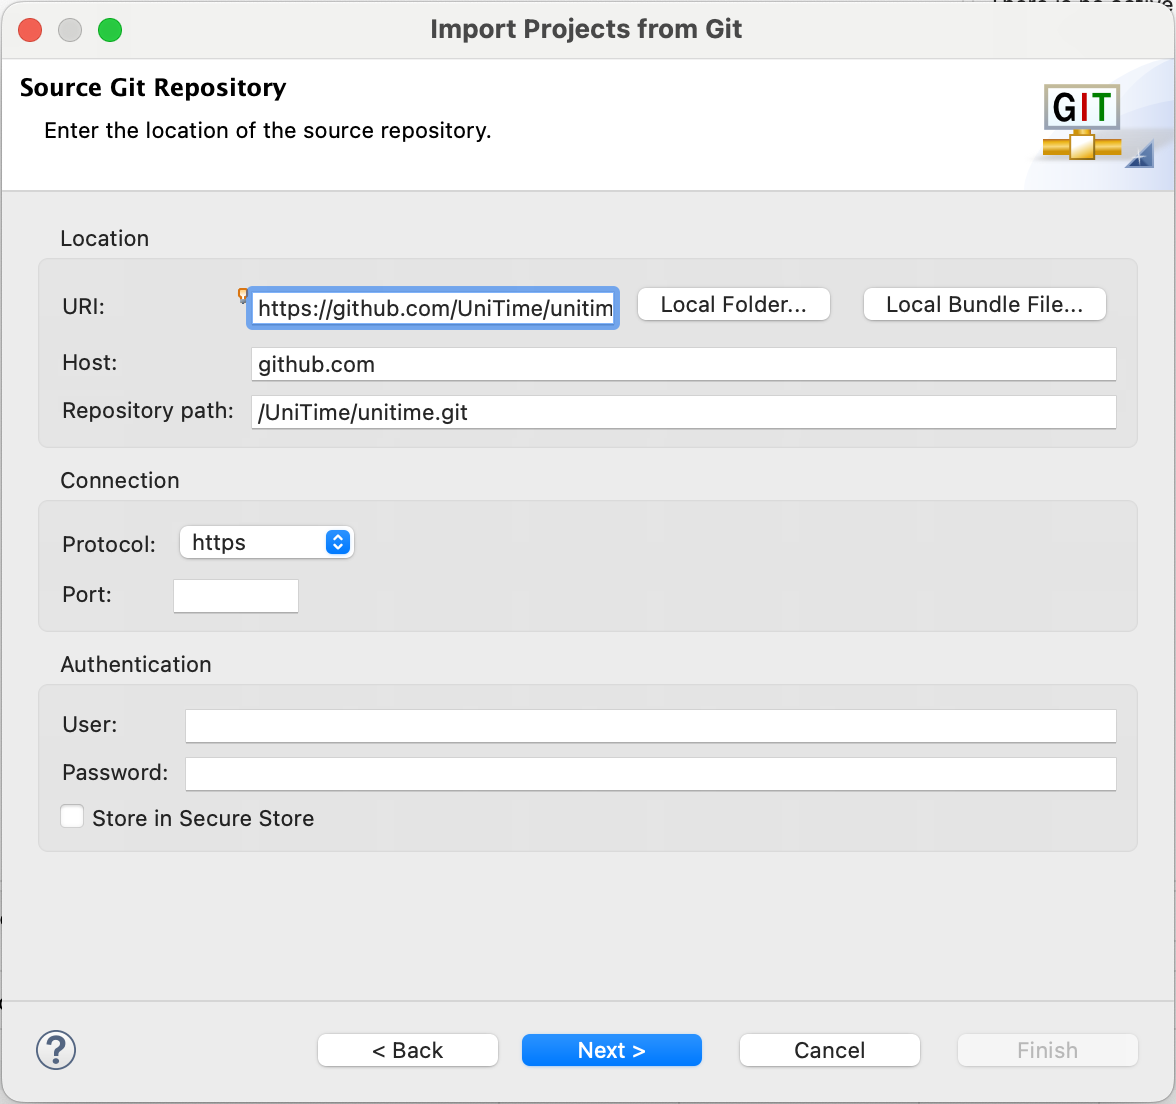 Import Projects from Git
Source Git Repository
Enter the location of the source repository.
GIT
Location
URI: https://github.com/UniTime/unitim Local Folder... Local Bundle File...
Host: github.com
Repository path: /UniTime/unitime.git
Connection
Protocol: https
Port:
Authentication
User:
Password:
Store in Secure Store
? < Back Next > Cancel Finish